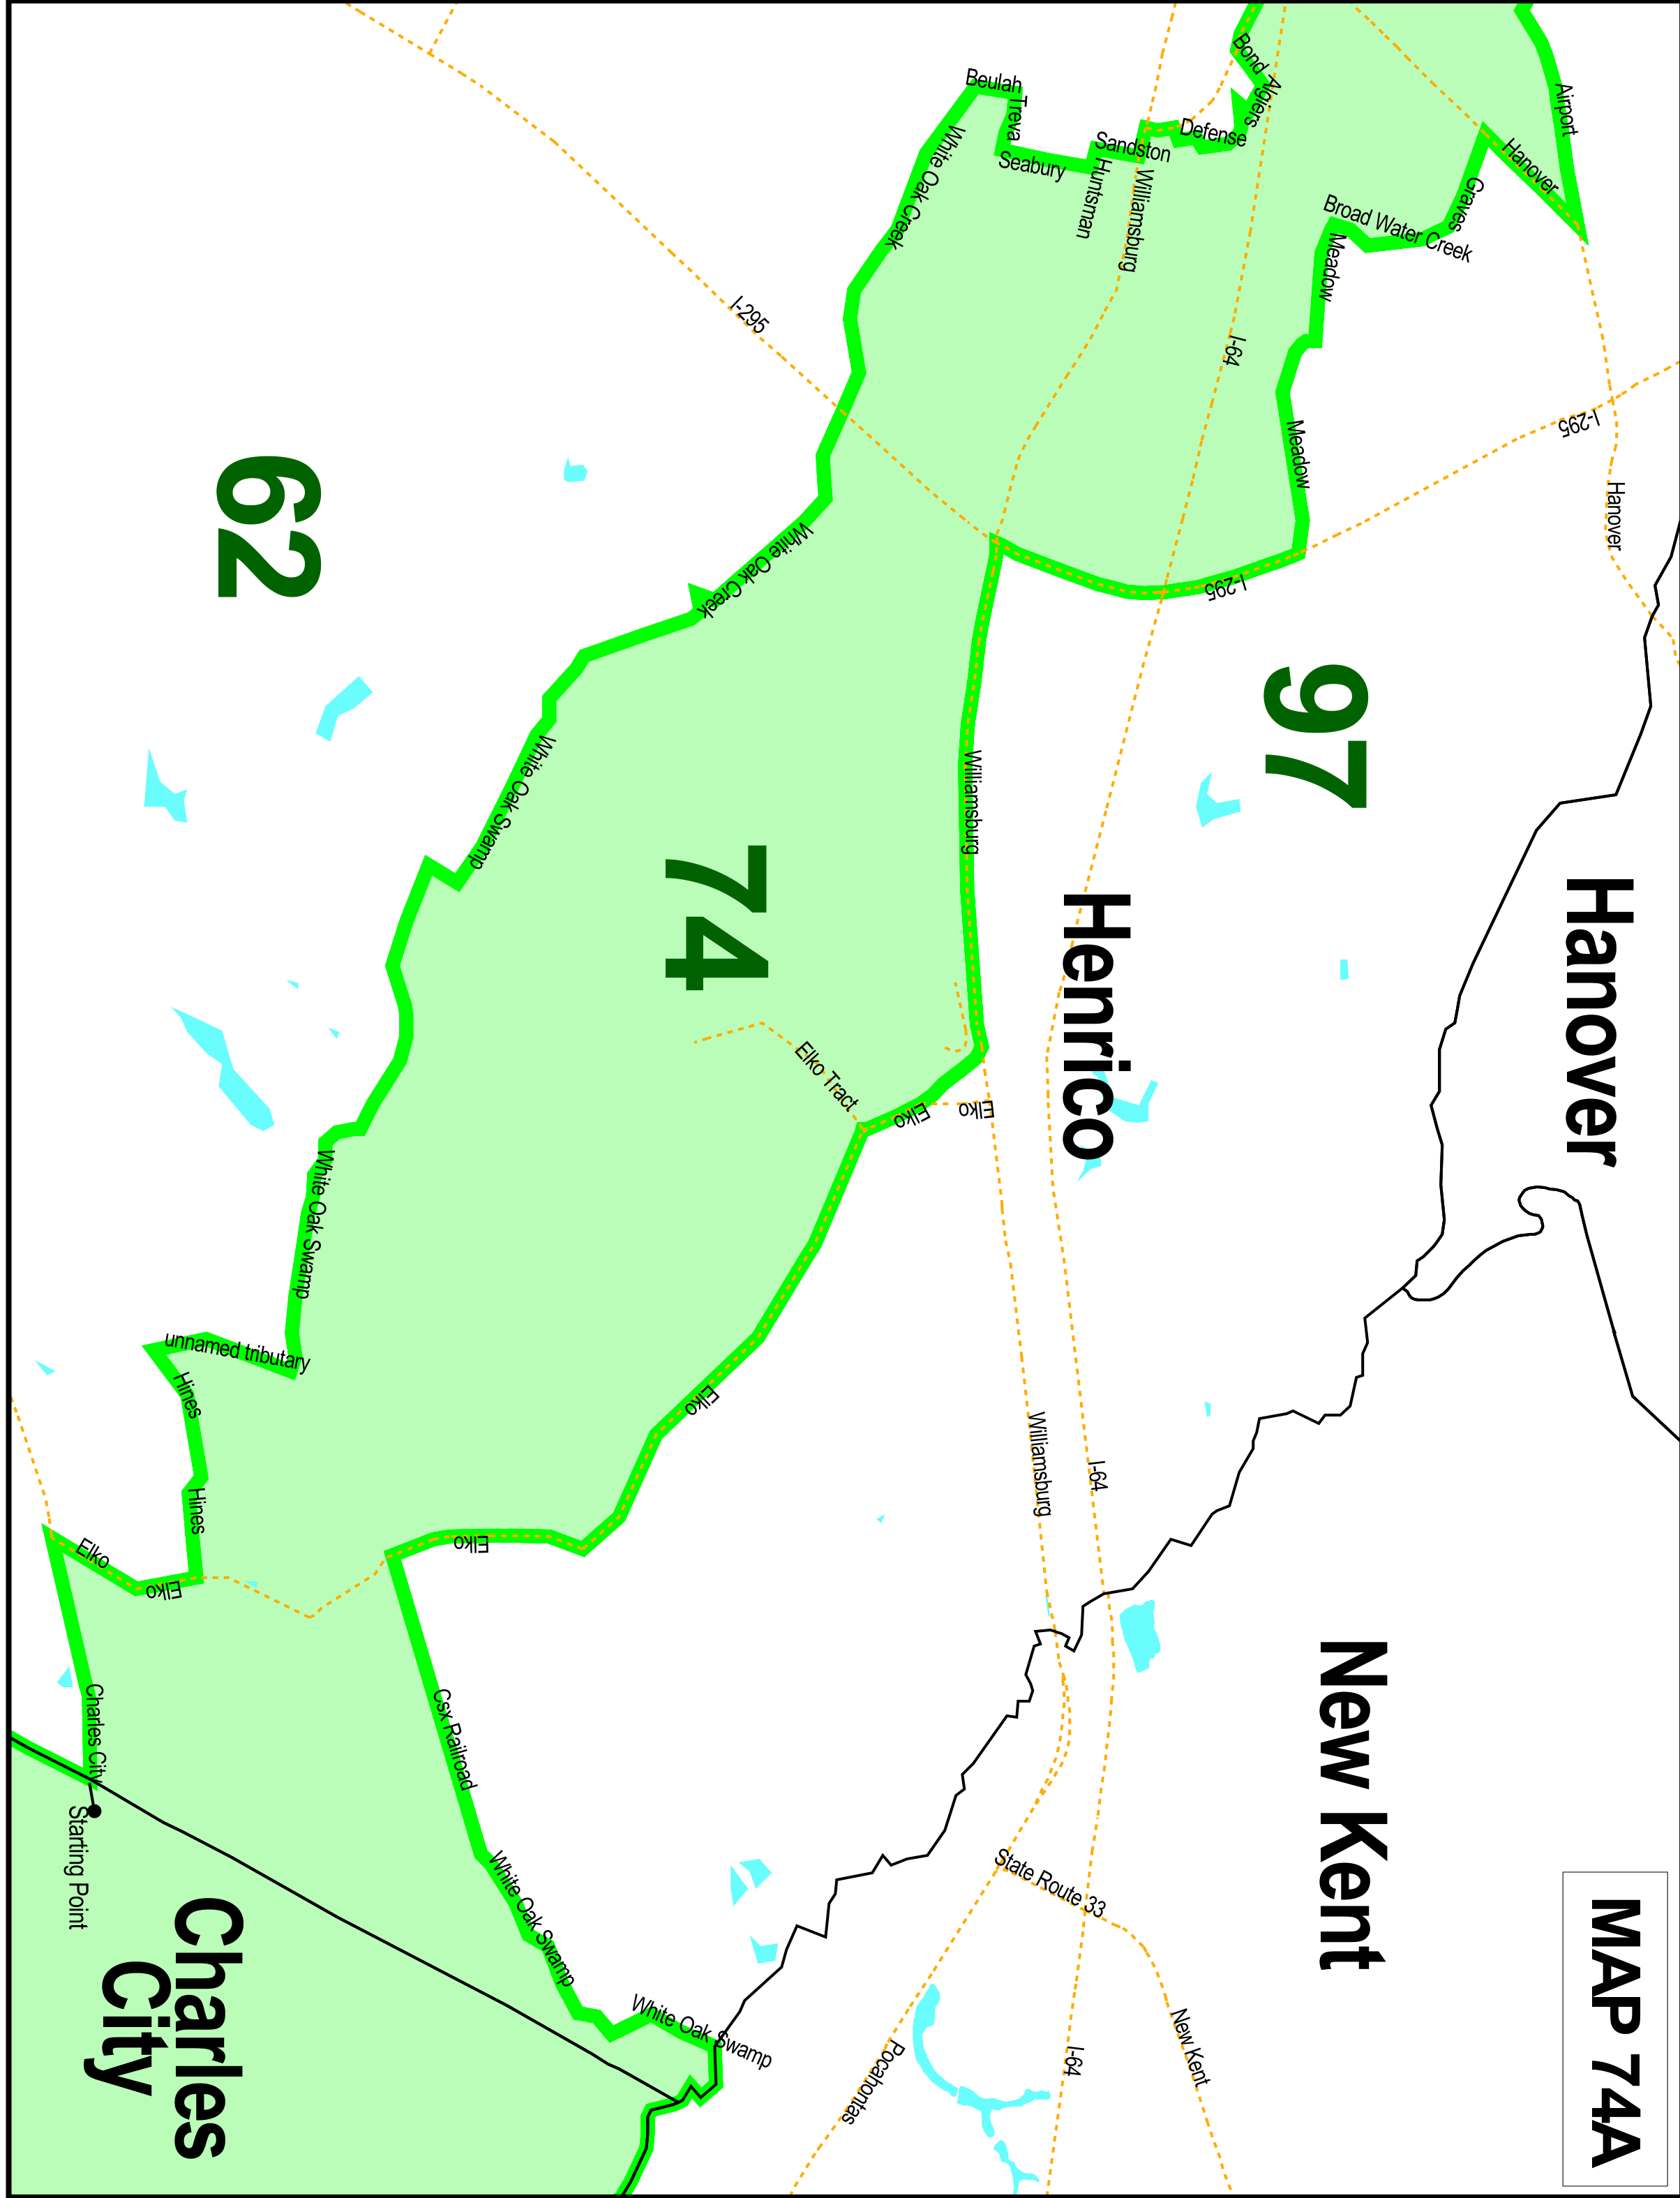 MAP 74A
Hanover
Henrico
New Kent
Charles
City
62
97
74
Airport
Hanover
Graves
Broad Water Creek
Meadow
Meadow
I-295
Hanover
I-295
I-64
Bond
Algiers
Defense
Sandston
Williamsburg
Huntsman
Seabury
Treva
Beulah
White Oak Creek
I-295
White Oak Creek
White Oak Swamp
Williamsburg
Elko Tract
Elko
Elko
White Oak Swamp
unnamed tributary
Hines
Hines
Elko
Elko
Elko
Elko
Williamsburg
I-64
Csx Railroad
Charles City
Starting Point
White Oak Swamp
White Oak Swamp
State Route 33
New Kent
I-64
Pocahontas